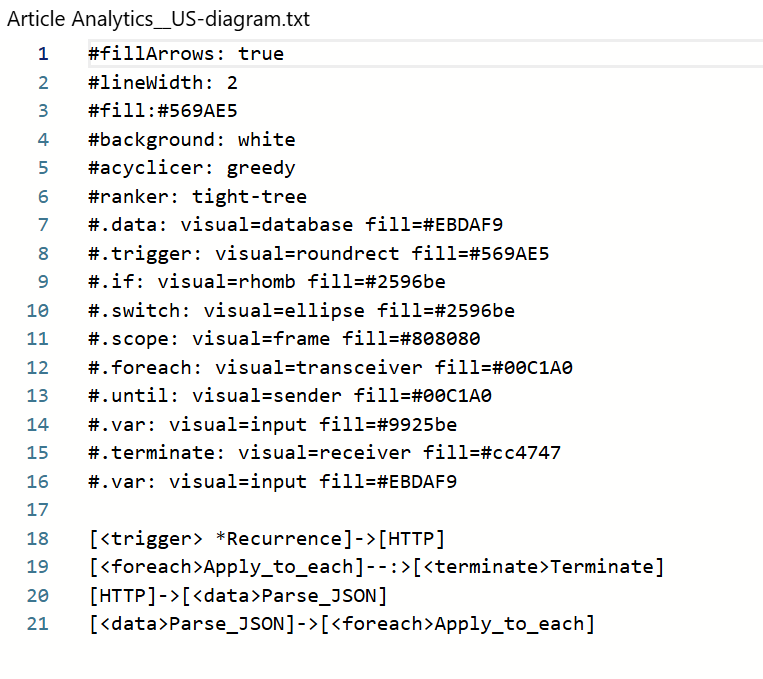 Article Analytics__US-diagram.txt
1 #fillArrows: true
2 #lineWidth: 2
3 #fill:#569AE5
4 #background: white
5 #acyclicer: greedy
6 #ranker: tight-tree
7 #.data: visual=database fill=#EBDAF9
8 #.trigger: visual=roundrect fill=#569AE5
9 #.if: visual=rhomb fill=#2596be
10 #.switch: visual=ellipse fill=#2596be
11 #.scope: visual=frame fill=#808080
12 #.foreach: visual=transceiver fill=#00C1A0
13 #.until: visual=sender fill=#00C1A0
14 #.var: visual=input fill=#9925be
15 #.terminate: visual=receiver fill=#cc4747
16 #.var: visual=input fill=#EBDAF9
17
18 [<trigger> *Recurrence]->[HTTP]
19 [<foreach>Apply_to_each]--:>[<terminate>Terminate]
20 [HTTP]->[<data>Parse_JSON]
21 [<data>Parse_JSON]->[<foreach>Apply_to_each]